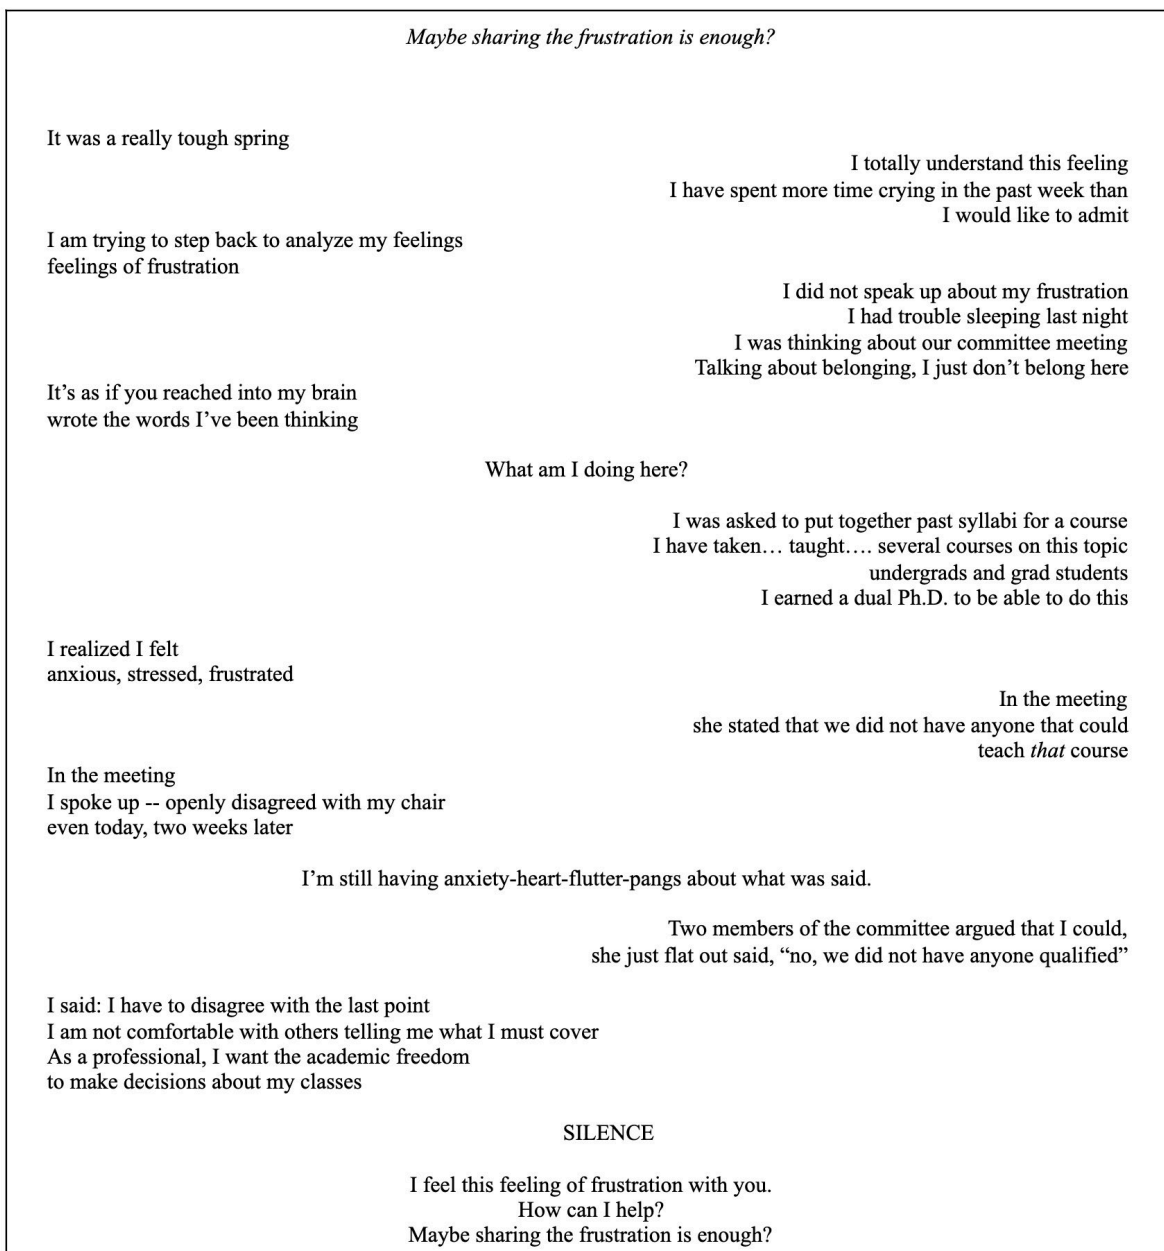 Maybe sharing the frustration is enough?
It was a really tough spring
I totally understand this feeling
I have spent more time crying in the past week than
I would like to admit
I am trying to step back to analyze my feelings
feelings of frustration
I did not speak up about my frustration
I had trouble sleeping last night
I was thinking about our committee meeting
Talking about belonging, I just don’t belong here
It’s as if you reached into my brain
wrote the words I’ve been thinking
What am I doing here?
I was asked to put together past syllabi for a course
I have taken… taught…. several courses on this topic
undergrads and grad students
I earned a dual Ph.D. to be able to do this
I realized I felt
anxious, stressed, frustrated
In the meeting
she stated that we did not have anyone that could
teach that course
In the meeting
I spoke up -- openly disagreed with my chair
even today, two weeks later
I’m still having anxiety-heart-flutter-pangs about what was said.
Two members of the committee argued that I could,
she just flat out said, “no, we did not have anyone qualified”
I said: I have to disagree with the last point
I am not comfortable with others telling me what I must cover
As a professional, I want the academic freedom
to make decisions about my classes
SILENCE
I feel this feeling of frustration with you.
How can I help?
Maybe sharing the frustration is enough?